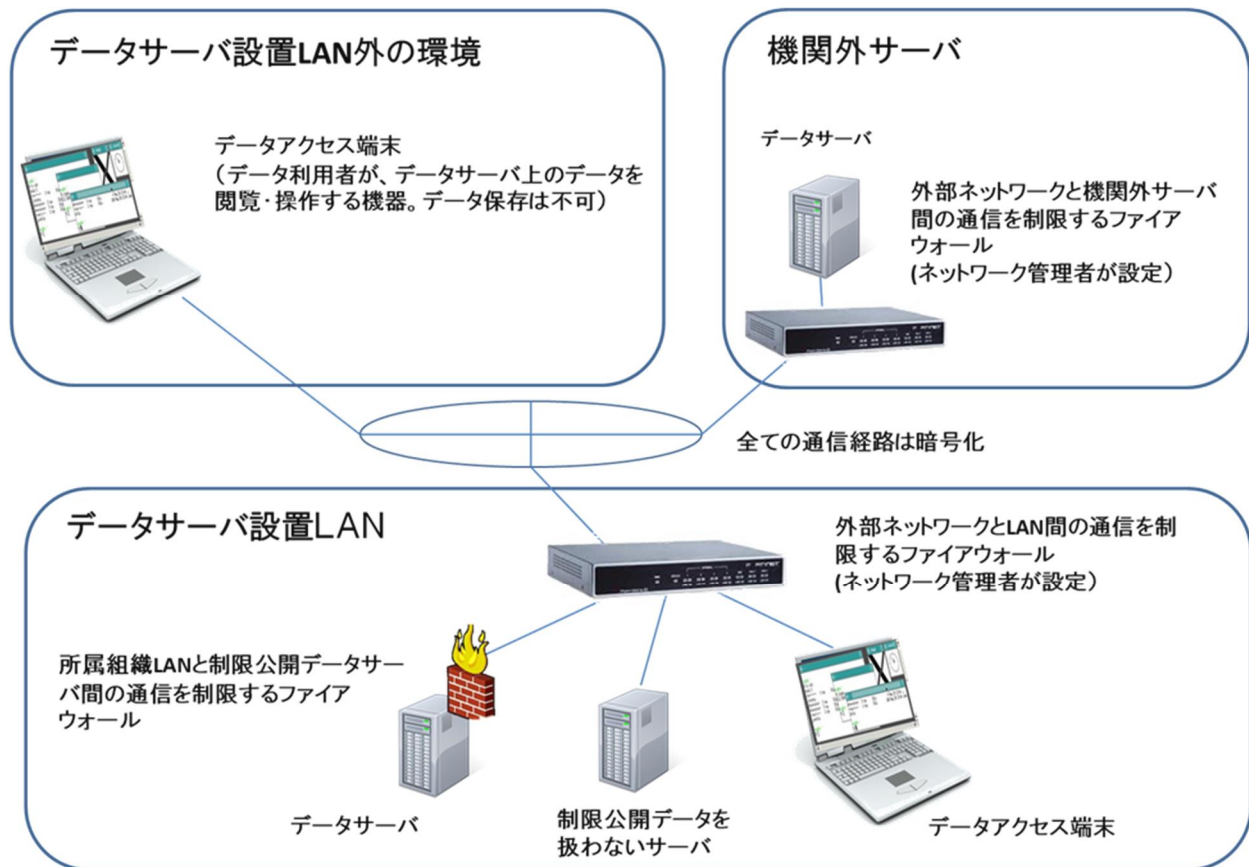 データサーバ設置LAN外の環境
データアクセス端末
（データ利用者が、データサーバ上のデータを
閲覧・操作する機器。データ保存は不可）
機関外サーバ
データサーバ
外部ネットワークと機関外サーバ
間の通信を制限するファイア
ウォール
(ネットワーク管理者が設定）
全ての通信経路は暗号化
データサーバ設置LAN
外部ネットワークとLAN間の通信を制
限するファイアウォール
(ネットワーク管理者が設定）
所属組織LANと制限公開データサー
バ間の通信を制限するファイア
ウォール
データサーバ
制限公開データを
扱わないサーバ
データアクセス端末